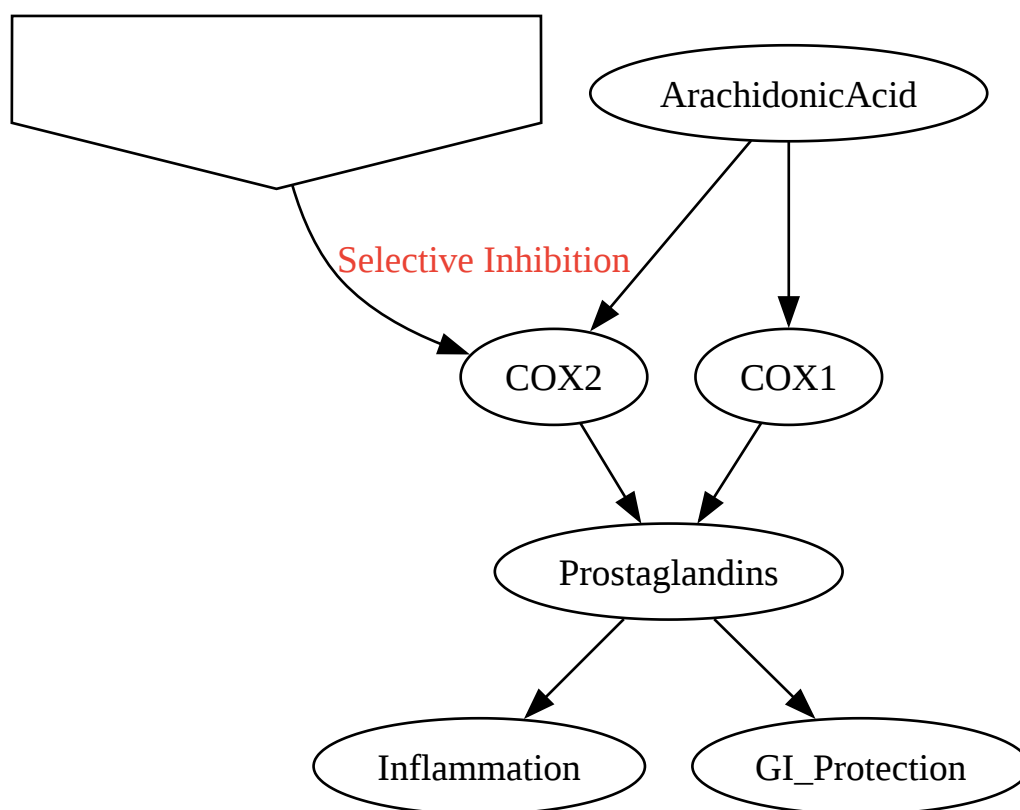 ArachidonicAcid
Selective Inhibition
COX2
COX1
Prostaglandins
Inflammation
GI_Protection